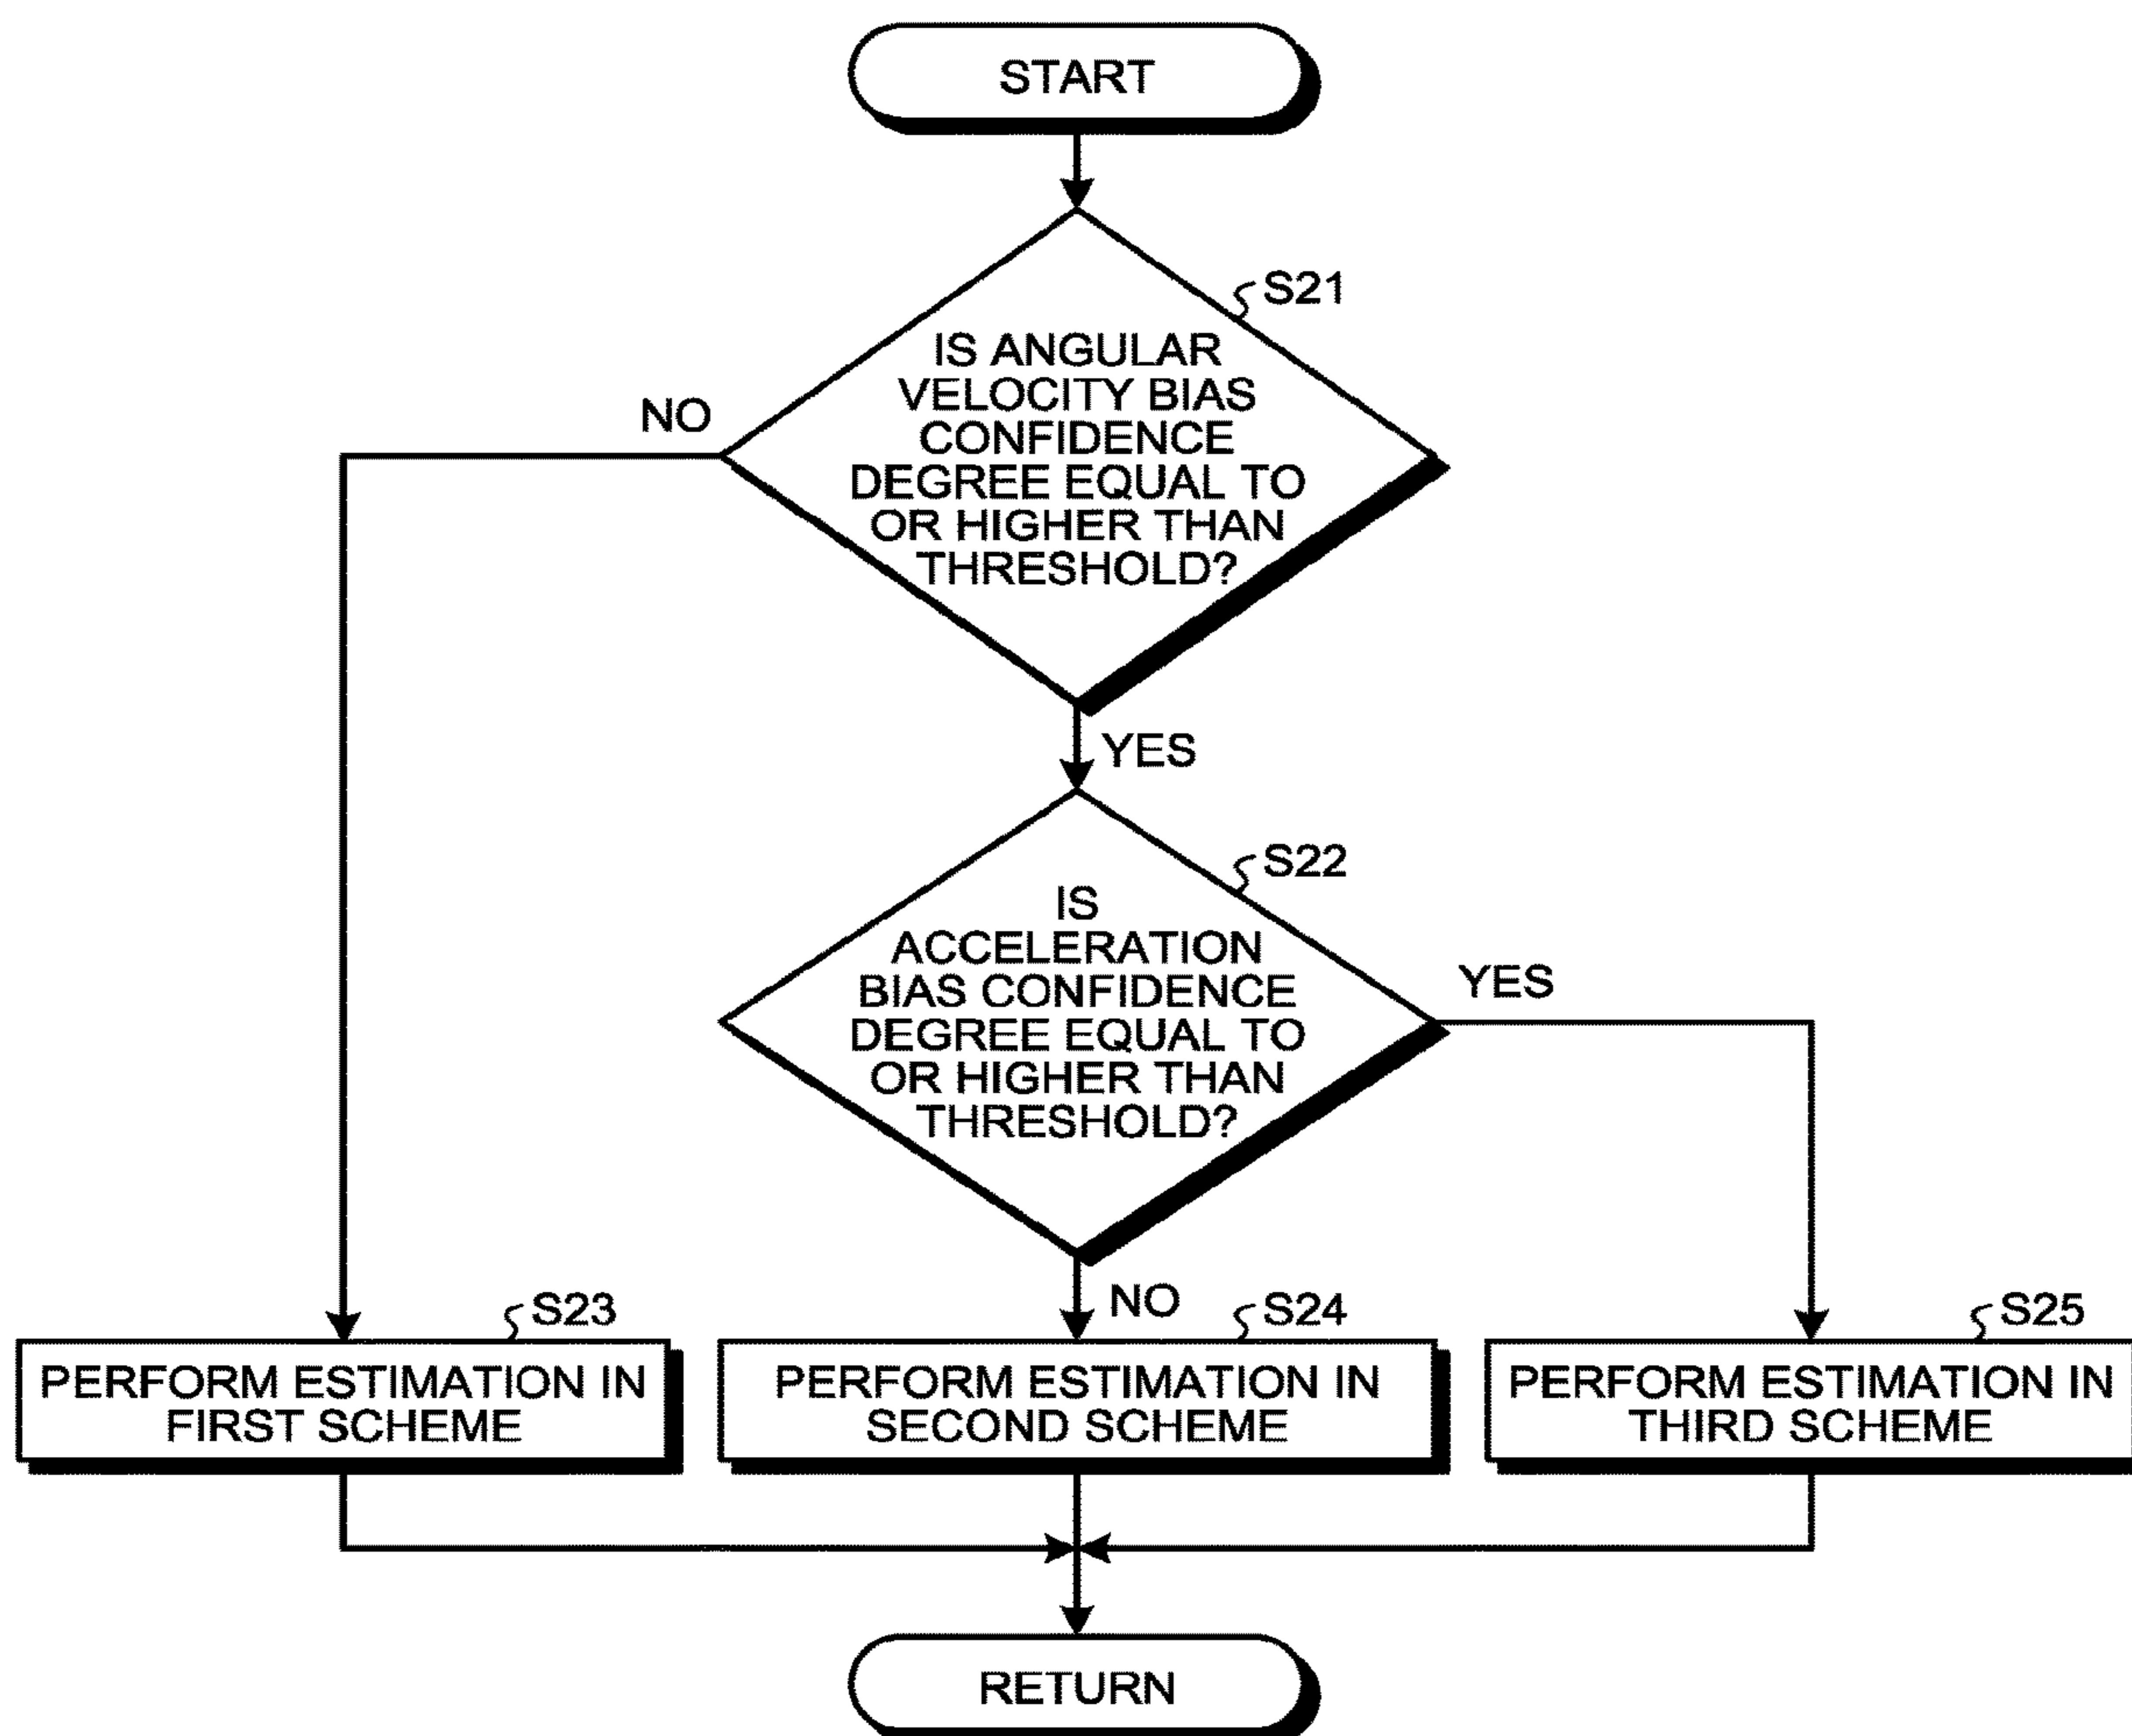 START
S21
IS ANGULAR
VELOCITY BIAS
CONFIDENCE
DEGREE EQUAL TO
OR HIGHER THAN
THRESHOLD?
NO
YES
S22
IS
ACCELERATION
BIAS CONFIDENCE
DEGREE EQUAL TO
OR HIGHER THAN
THRESHOLD?
YES
NO
S23
PERFORM ESTIMATION IN
FIRST SCHEME
S24
PERFORM ESTIMATION IN
SECOND SCHEME
S25
PERFORM ESTIMATION IN
THIRD SCHEME
RETURN